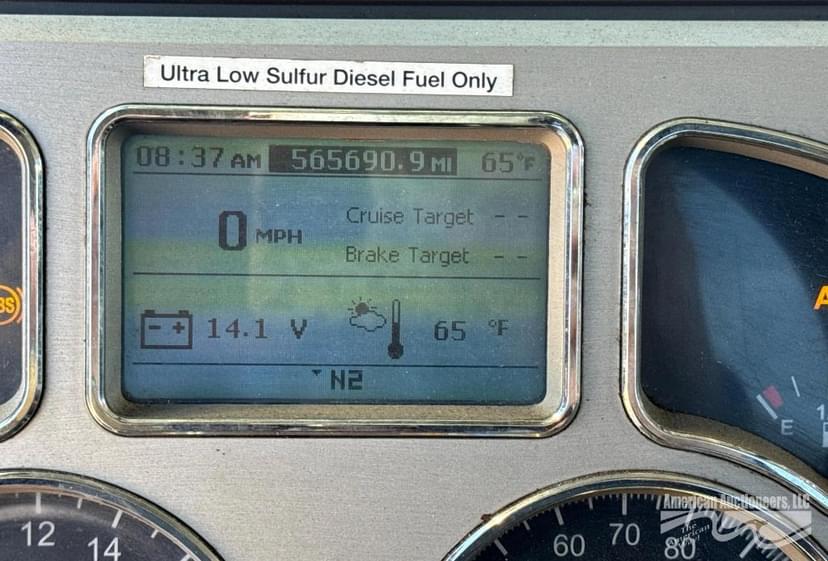 Ultra Low Sulfur Diesel Fuel Only
08:37 AM 565690.9 MI 65°F
0 MPH
Cruise Target - -
Brake Target - -
14.1 V 65 °F
N2
E
12 14
60 70 80
American Auctioneers, LLC